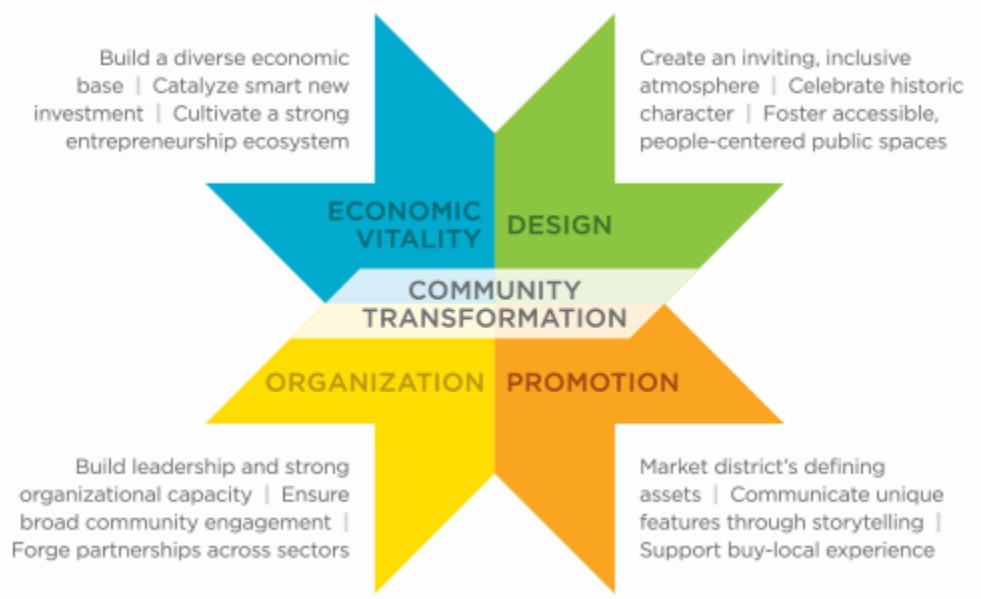 Build a diverse economic
base | Catalyze smart new
investment | Cultivate a strong
entrepreneurship ecosystem
Create an inviting, inclusive
atmosphere | Celebrate historic
character | Foster accessible,
people-centered public spaces
ECONOMIC
VITALITY
DESIGN
COMMUNITY
TRANSFORMATION
ORGANIZATION
PROMOTION
Build leadership and strong
organizational capacity | Ensure
broad community engagement |
Forge partnerships across sectors
Market district's defining
assets | Communicate unique
features through storytelling |
Support buy-local experience